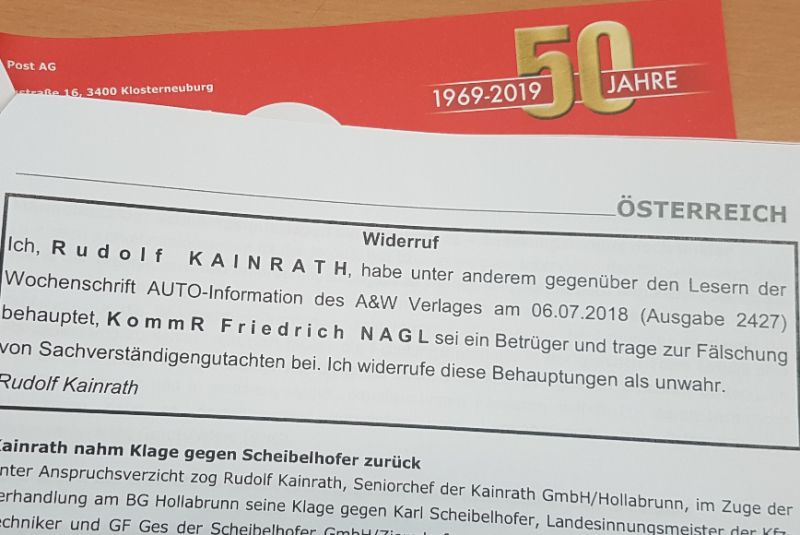 Post AG
straße 16, 3400 Klosterneuburg
1969-2019 50 JAHRE
ÖSTERREICH
Widerruf
Ich, Rudolf KAINRATH, habe unter anderem gegenüber den Lesern der
Wochenschrift AUTO-Information des A&W Verlages am 06.07.2018 (Ausgabe 2427)
behauptet, KommR Friedrich NAGL sei ein Betrüger und trage zur Fälschung
von Sachverständigengutachten bei. Ich widerrufe diese Behauptungen als unwahr.
Rudolf Kainrath
Kainrath nahm Klage gegen Scheibelhofer zurück
nter Anspruchsverzicht zog Rudolf Kainrath, Seniorchef der Kainrath GmbH/Hollabrunn, im Zuge der
erhandlung am BG Hollabrunn seine Klage gegen Karl Scheibelhofer, Landesinnungsmeister der Kfz-
echniker und GF Ges der Scheibelhofer GmbH